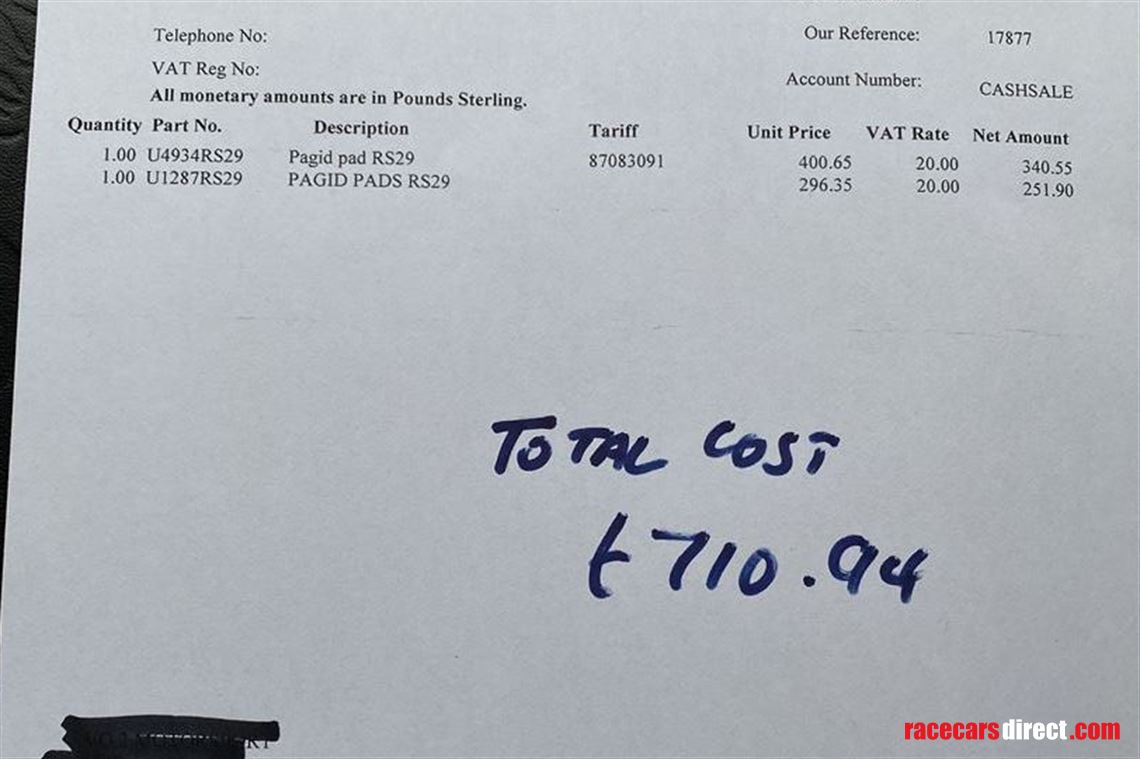 Telephone No:
Our Reference: 17877
VAT Reg No:
Account Number: CASHSALE
All monetary amounts are in Pounds Sterling.
Quantity Part No. Description Tariff Unit Price VAT Rate Net Amount
1.00 U4934RS29 Pagid pad RS29 87083091 400.65 20.00 340.55
1.00 U1287RS29 PAGID PADS RS29 296.35 20.00 251.90
TOTAL COST
£710.94
racecarsdirect.com